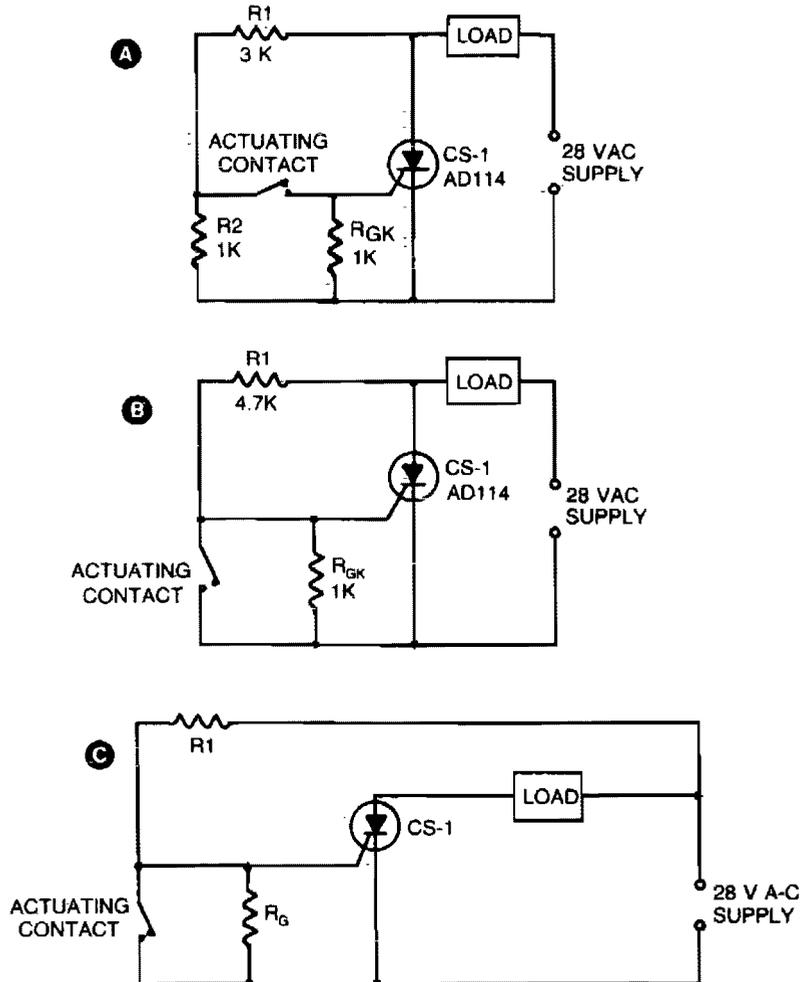 A
R1
3 K
LOAD
ACTUATING
CONTACT
CS-1
AD114
28 VAC
SUPPLY
R2
1K
RGK
1K
B
R1
4.7K
LOAD
CS-1
AD114
28 VAC
SUPPLY
ACTUATING
CONTACT
RGK
1K
C
R1
LOAD
CS-1
ACTUATING
CONTACT
RG
28 V A-C
SUPPLY